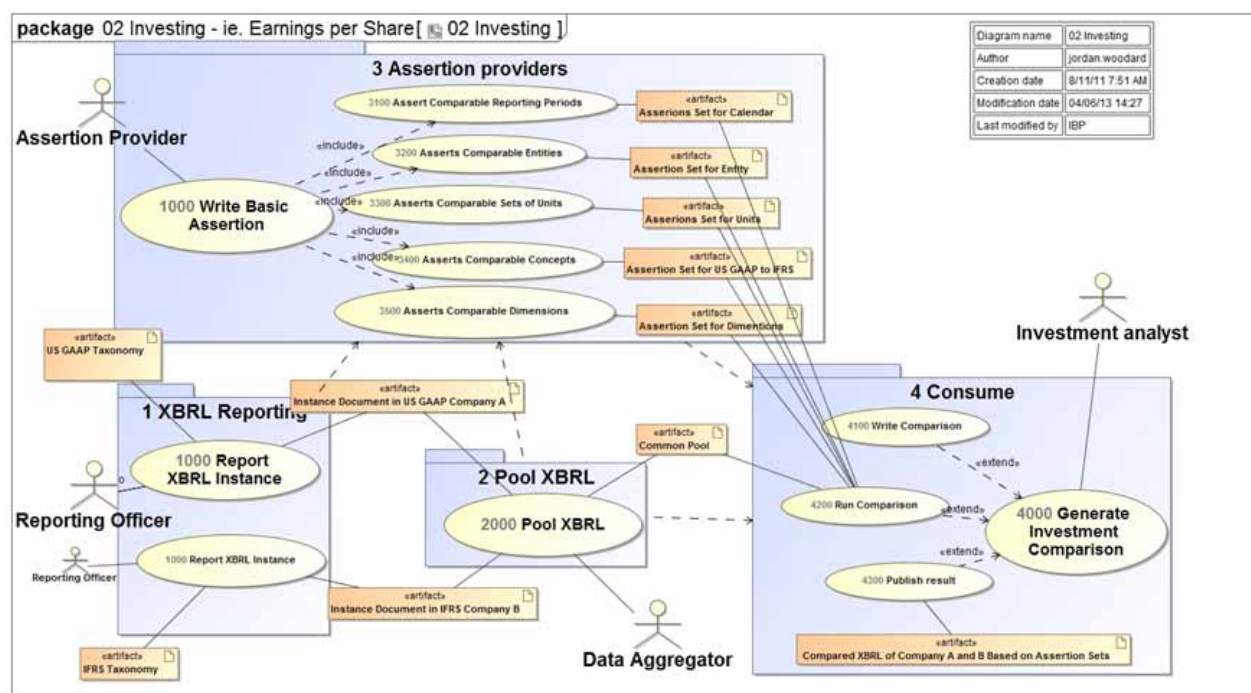 package 02 Investing - ie. Earnings per Share[ 02 Investing ]
Diagram name 02 Investing
Author jordan.woodard
Creation date 8/11/11 7:51 AM
Modification date 04/06/13 14:27
Last modified by IBP
3 Assertion providers
Assertion Provider
1000 Write Basic
Assertion
«include»
«include»
«include»
«include»
«include»
3100 Assert Comparable Reporting Periods
3200 Asserts Comparable Entities
3300 Asserts Comparable Sets of Units
3400 Asserts Comparable Concepts
3500 Asserts Comparable Dimensions
«artifact»
Asserions Set for Calendar
«artifact»
Assertion Set for Entity
«artifact»
Asserions Set for Units
«artifact»
Assertion Set for US GAAP to IFRS
«artifact»
Assertion Set for Dimentions
«artifact»
US GAAP Taxonomy
1 XBRL Reporting
«artifact»
Instance Document in US GAAP Company A
1000 Report
XBRL Instance
0
Reporting Officer
1000 Report XBRL Instance
Reporting Officer
«artifact»
Instance Document in IFRS Company B
«artifact»
IFRS Taxonomy
2 Pool XBRL
2000 Pool XBRL
Data Aggregator
«artifact»
Common Pool
Investment analyst
4 Consume
4100 Write Comparison
«extend»
4200 Run Comparison
«extend»
4000 Generate
Investment
Comparison
«extend»
4300 Publish result
«artifact»
Compared XBRL of Company A and B Based on Assertion Sets